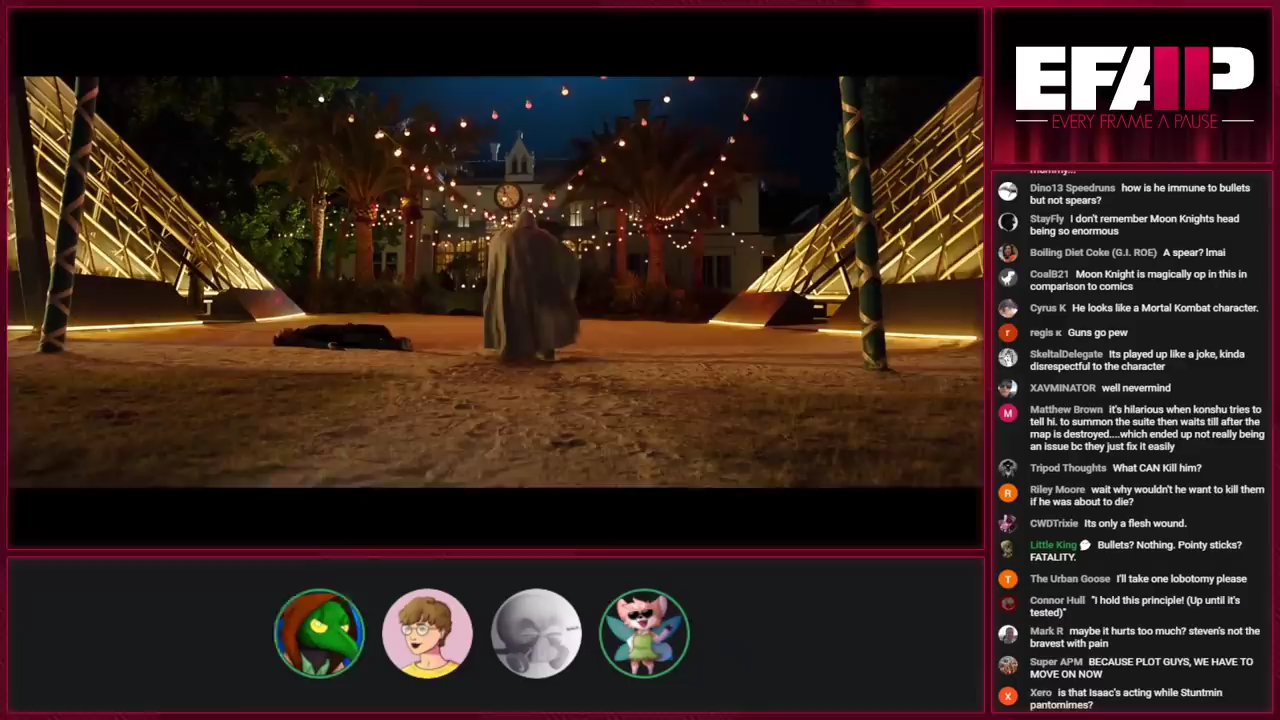 EFAP
EVERY FRAME A PAUSE
mommy...
Dino13 Speedruns how is he immune to bullets
but not spears?
StayFly I don't remember Moon Knights head
being so enormous
Boiling Diet Coke (G.I. ROE) A spear? lmai
CoalB21 Moon Knight is magically op in this in
comparison to comics
Cyrus K He looks like a Mortal Kombat character.
regis к Guns go pew
SkeltalDelegate Its played up like a joke, kinda
disrespectful to the character
XAVMINATOR well nevermind
Matthew Brown it's hilarious when konshu tries to
tell hi. to summon the suite then waits till after the
map is destroyed....which ended up not really being
an issue bc they just fix it easily
Tripod Thoughts What CAN Kill him?
Riley Moore wait why wouldn't he want to kill them
if he was about to die?
CWDTrixie Its only a flesh wound.
Little King Bullets? Nothing. Pointy sticks?
FATALITY.
The Urban Goose I'll take one lobotomy please
Connor Hull "I hold this principle! (Up until it's
tested)"
Mark R maybe it hurts too much? steven's not the
bravest with pain
Super APM BECAUSE PLOT GUYS, WE HAVE TO
MOVE ON NOW
Xero is that Isaac's acting while Stuntmin
pantomimes?